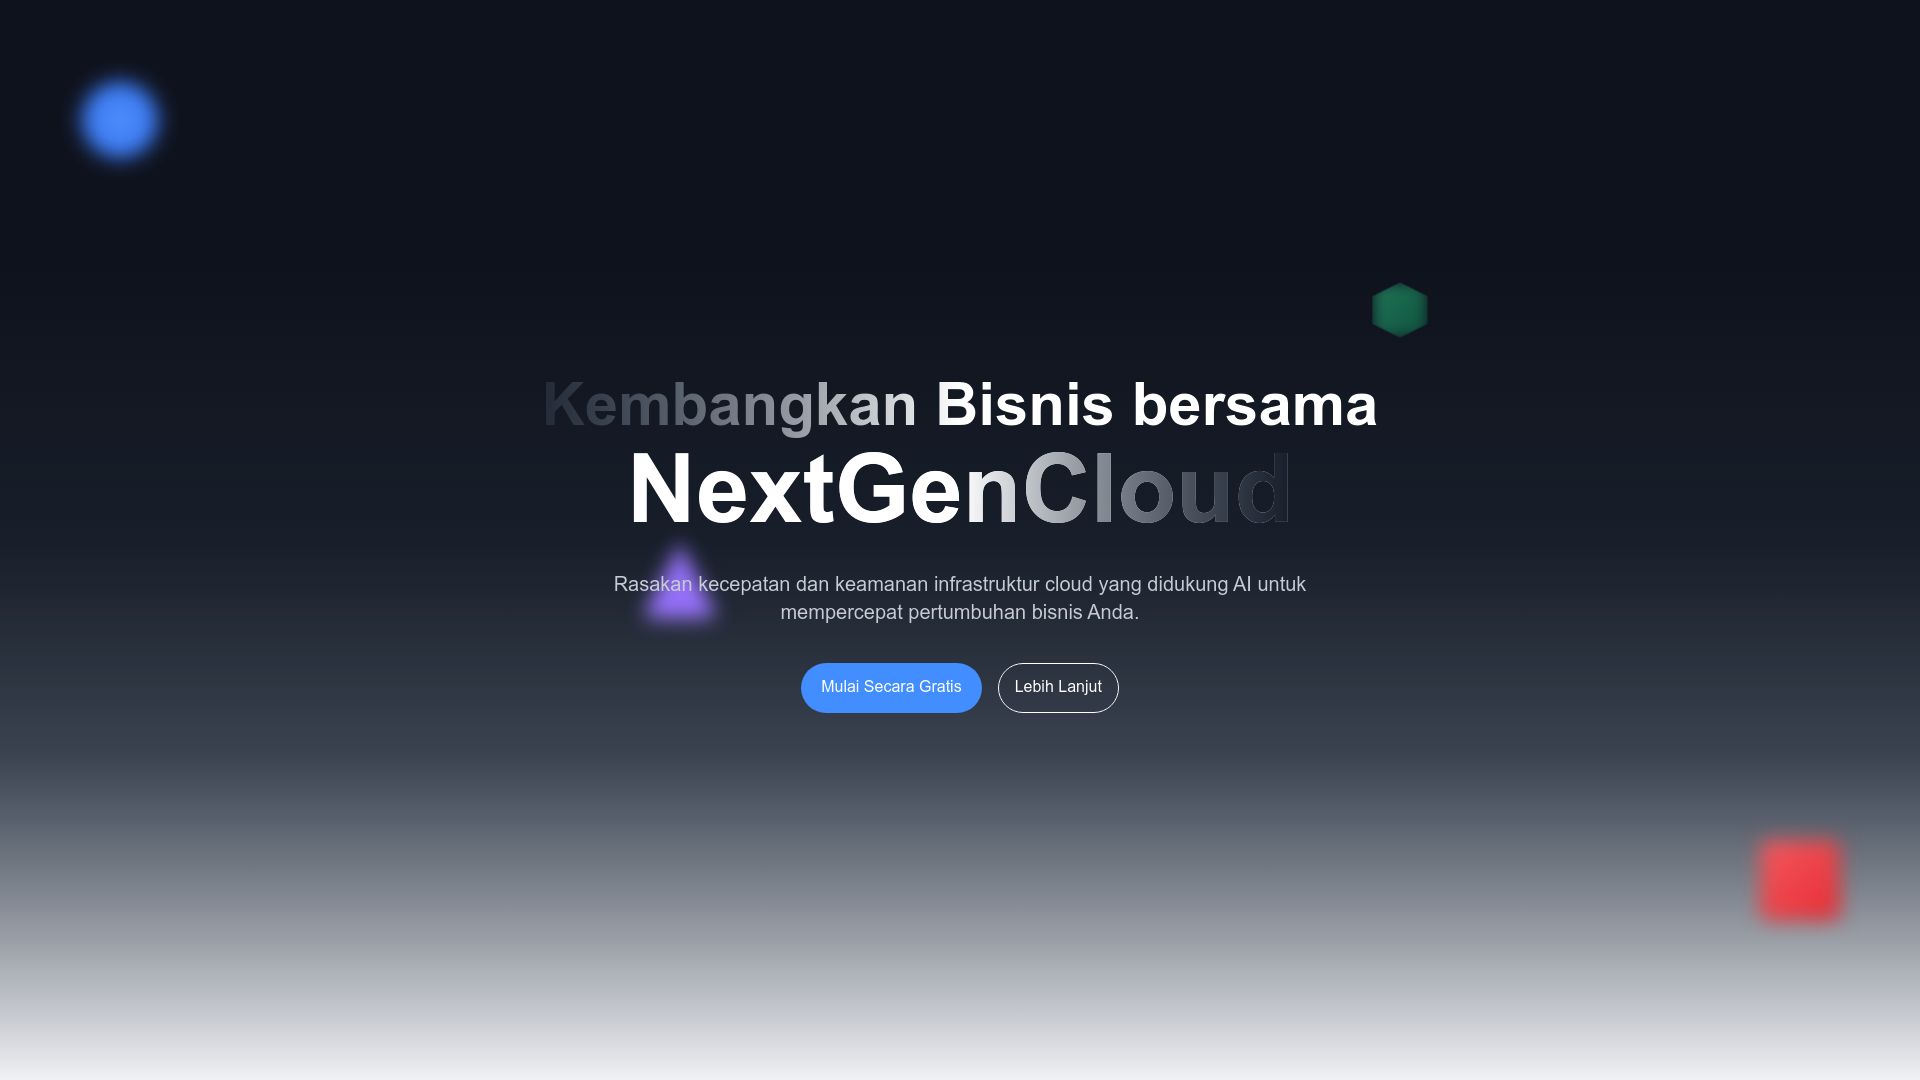 Kembangkan Bisnis bersama
NextGenCloud
Rasakan kecepatan dan keamanan infrastruktur cloud yang didukung AI untuk
mempercepat pertumbuhan bisnis Anda.
Mulai Secara Gratis
Lebih Lanjut